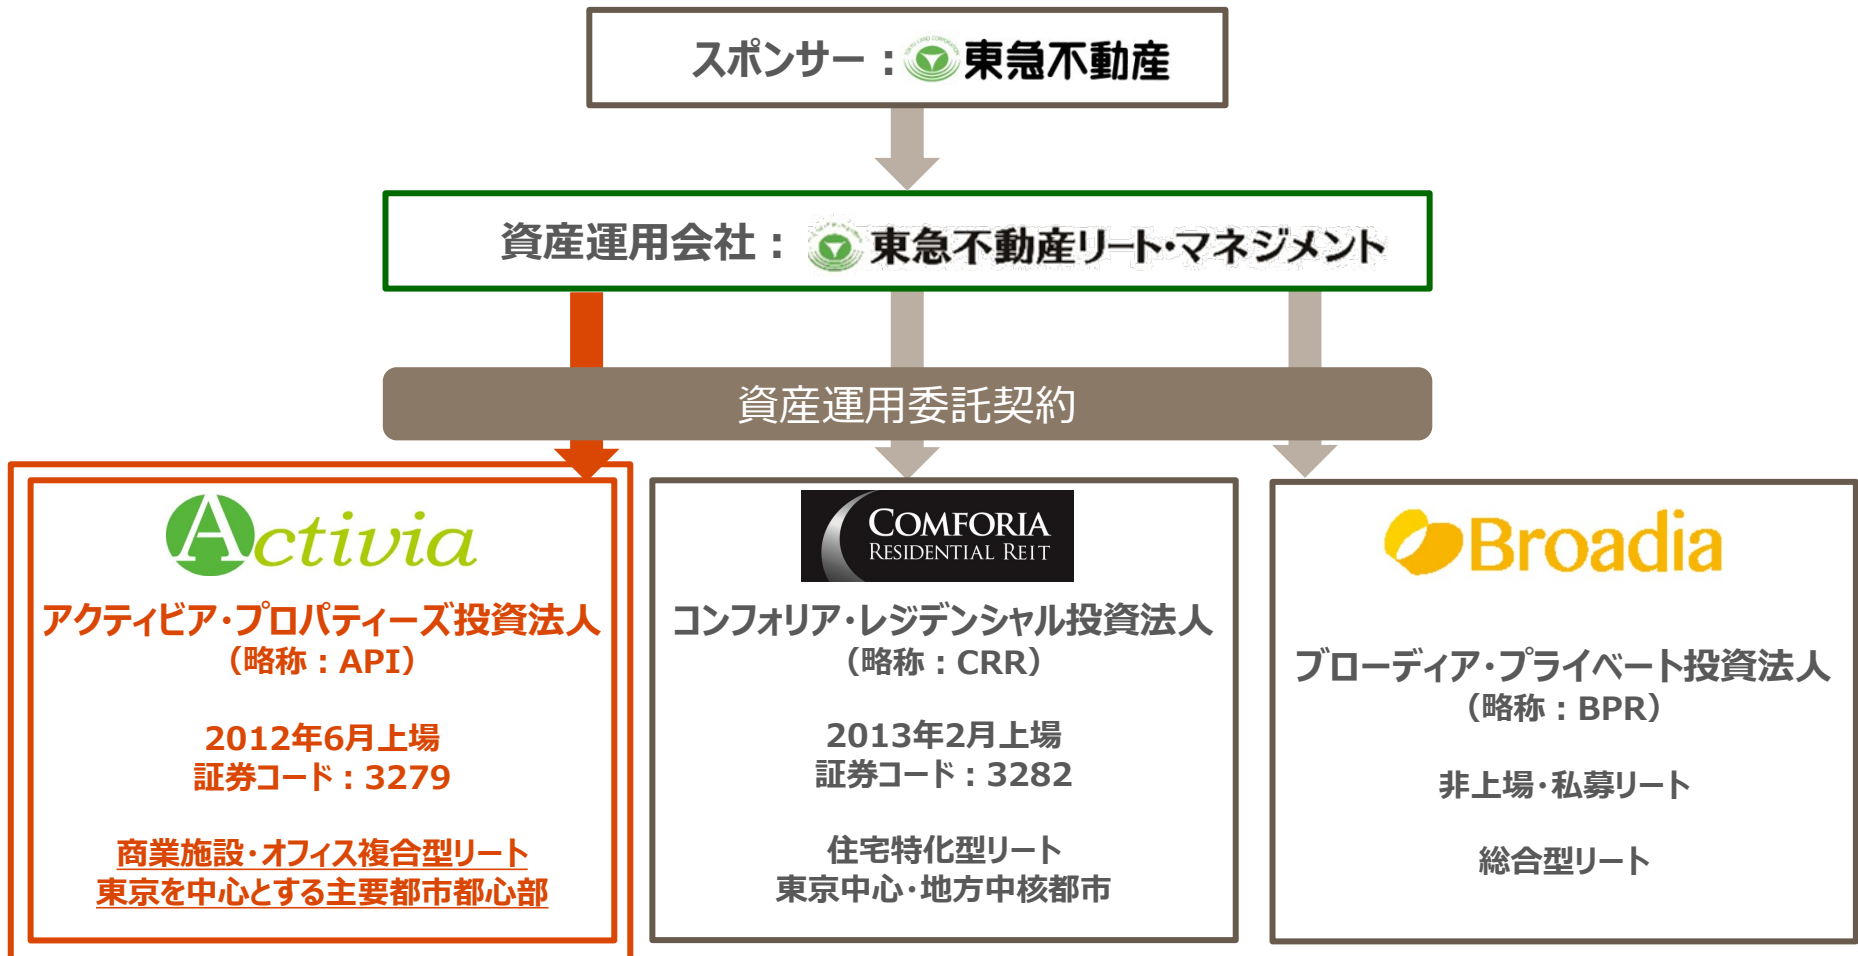 スポンサー：東急不動産
資産運用会社：東急不動産リート・マネジメント
資産運用委託契約
Activia
アクティビア・プロパティーズ投資法人
（略称：API）
2012年6月上場
証券コード：3279
商業施設・オフィス複合型リート
東京を中心とする主要都市都心部
COMFORIA
RESIDENTIAL REIT
コンフォリア・レジデンシャル投資法人
（略称：CRR）
2013年2月上場
証券コード：3282
住宅特化型リート
東京中心・地方中核都市
Broadia
ブローディア・プライベート投資法人
（略称：BPR）
非上場・私募リート
総合型リート